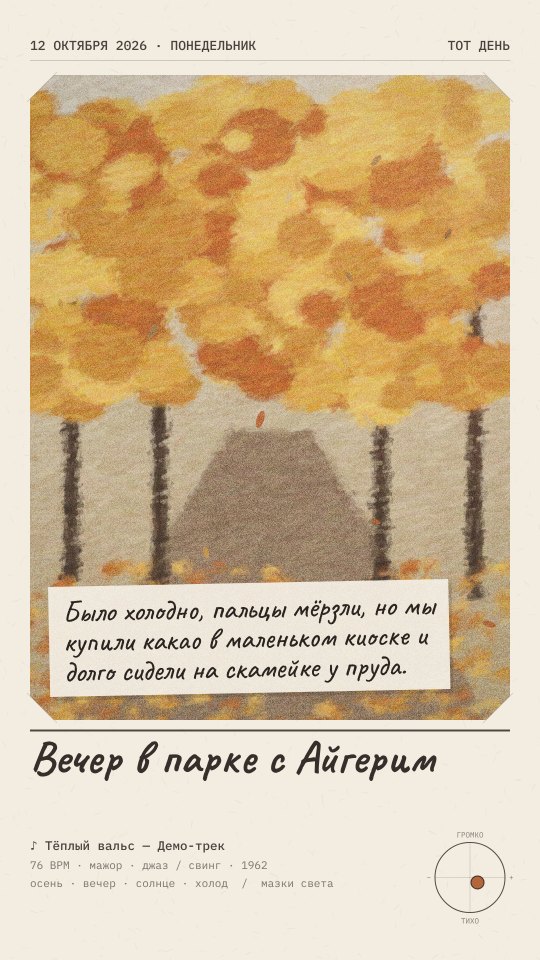 12 ОКТЯБРЯ 2026 · ПОНЕДЕЛЬНИК
ТОТ ДЕНЬ
Было холодно, пальцы мёрзли, но мы
купили какао в маленьком киоске и
долго сидели на скамейке у пруда.
Вечер в парке с Айгерим
♪ Тёплый вальс — Демо-трек
76 BPM · мажор · джаз / свинг · 1962
осень · вечер · солнце · холод / мазки света
ГРОМКО
− +
ТИХО